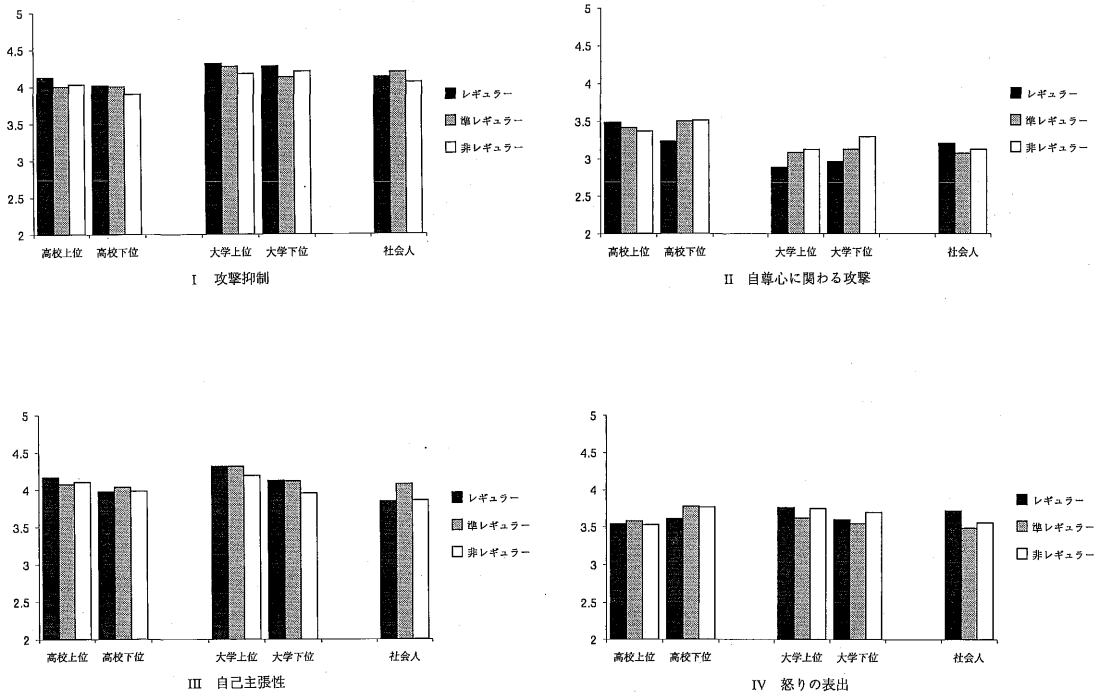 5
4.5
4
3.5
3
2.5
2
高校上位 高校下位 大学上位 大学下位 社会人
レギュラー
準レギュラー
非レギュラー
I 攻撃抑制
5
4.5
4
3.5
3
2.5
2
高校上位 高校下位 大学上位 大学下位 社会人
レギュラー
準レギュラー
非レギュラー
II 自尊心に関わる攻撃
5
4.5
4
3.5
3
2.5
2
高校上位 高校下位 大学上位 大学下位 社会人
レギュラー
準レギュラー
非レギュラー
III 自己主張性
5
4.5
4
3.5
3
2.5
2
高校上位 高校下位 大学上位 大学下位 社会人
レギュラー
準レギュラー
非レギュラー
IV 怒りの表出